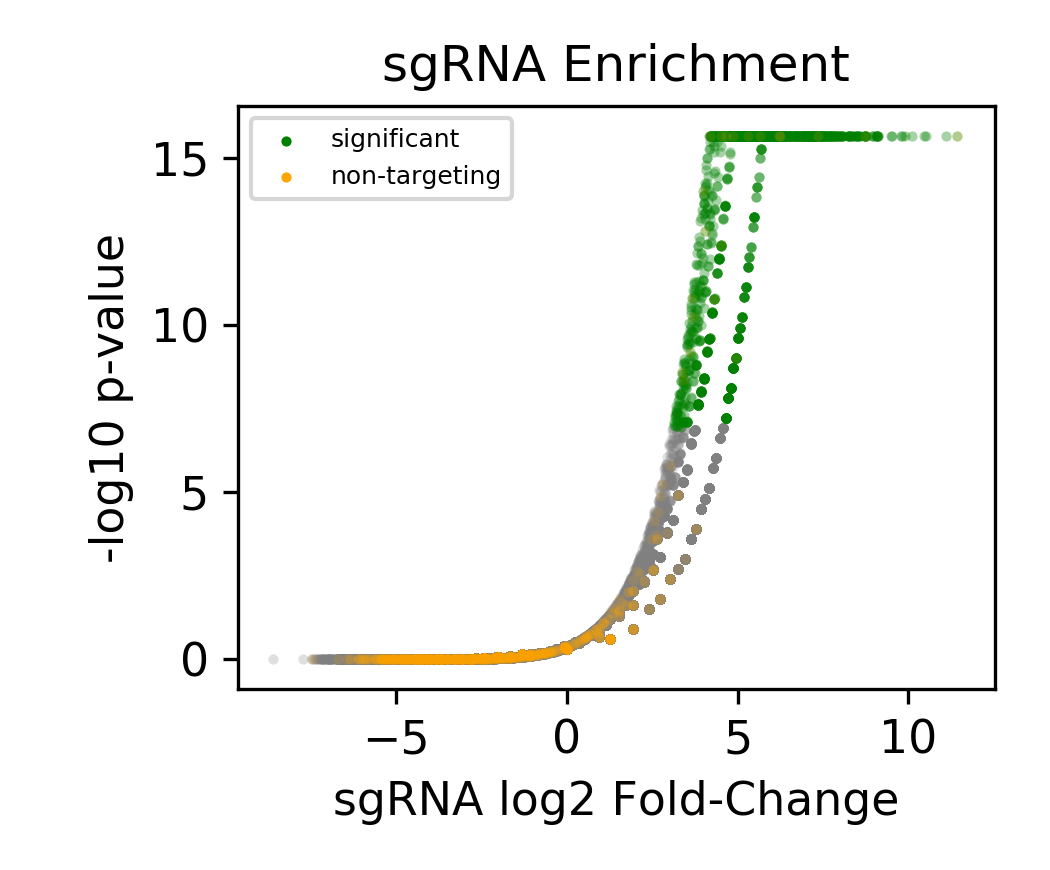 sgRNA Enrichment
significant
non-targeting
15
10
5
0
-log10 p-value
−5 0 5 10
sgRNA log2 Fold-Change